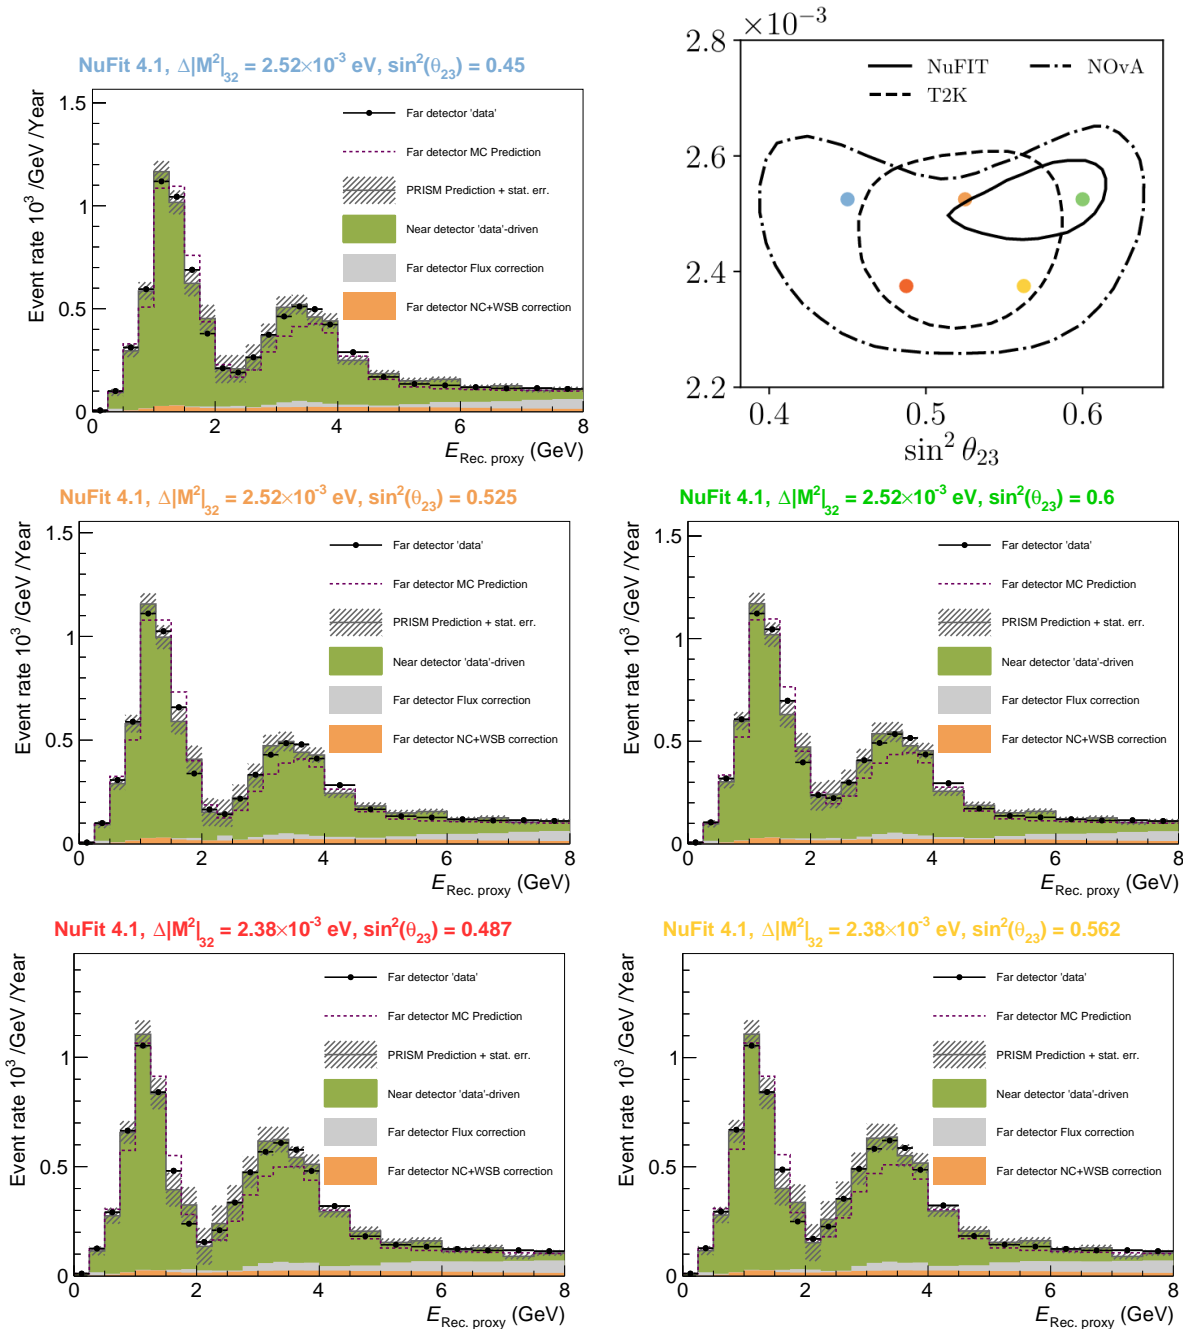 NuFit 4.1, Δ|M²|₃₂ = 2.52×10⁻³ eV, sin²(θ₂₃) = 0.45
Event rate 10³ /GeV /Year
1.5
1
0.5
0
Far detector 'data'
Far detector MC Prediction
PRISM Prediction + stat. err.
Near detector 'data'-driven
Far detector Flux correction
Far detector NC+WSB correction
0 2 4 6 8
E Rec. proxy (GeV)
×10⁻³
2.8
2.6
2.4
2.2
NuFIT
T2K
NOvA
0.4 0.5 0.6
sin² θ₂₃
NuFit 4.1, Δ|M²|₃₂ = 2.52×10⁻³ eV, sin²(θ₂₃) = 0.525
Event rate 10³ /GeV /Year
1.5
1
0.5
0
Far detector 'data'
Far detector MC Prediction
PRISM Prediction + stat. err.
Near detector 'data'-driven
Far detector Flux correction
Far detector NC+WSB correction
0 2 4 6 8
E Rec. proxy (GeV)
NuFit 4.1, Δ|M²|₃₂ = 2.52×10⁻³ eV, sin²(θ₂₃) = 0.6
Event rate 10³ /GeV /Year
1.5
1
0.5
0
Far detector 'data'
Far detector MC Prediction
PRISM Prediction + stat. err.
Near detector 'data'-driven
Far detector Flux correction
Far detector NC+WSB correction
0 2 4 6 8
E Rec. proxy (GeV)
NuFit 4.1, Δ|M²|₃₂ = 2.38×10⁻³ eV, sin²(θ₂₃) = 0.487
Event rate 10³ /GeV /Year
1
0.5
0
Far detector 'data'
Far detector MC Prediction
PRISM Prediction + stat. err.
Near detector 'data'-driven
Far detector Flux correction
Far detector NC+WSB correction
0 2 4 6 8
E Rec. proxy (GeV)
NuFit 4.1, Δ|M²|₃₂ = 2.38×10⁻³ eV, sin²(θ₂₃) = 0.562
Event rate 10³ /GeV /Year
1
0.5
0
Far detector 'data'
Far detector MC Prediction
PRISM Prediction + stat. err.
Near detector 'data'-driven
Far detector Flux correction
Far detector NC+WSB correction
0 2 4 6 8
E Rec. proxy (GeV)